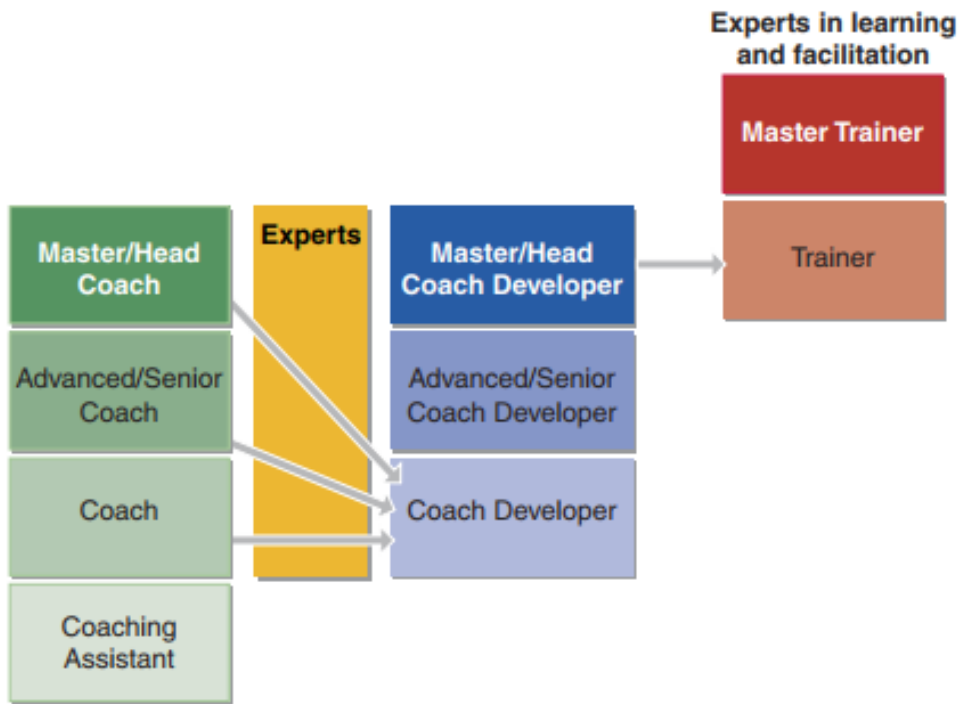 Experts in learning
and facilitation
Master Trainer
Trainer
Master/Head
Coach
Advanced/Senior
Coach
Coach
Coaching
Assistant
Experts
Master/Head
Coach Developer
Advanced/Senior
Coach Developer
Coach Developer